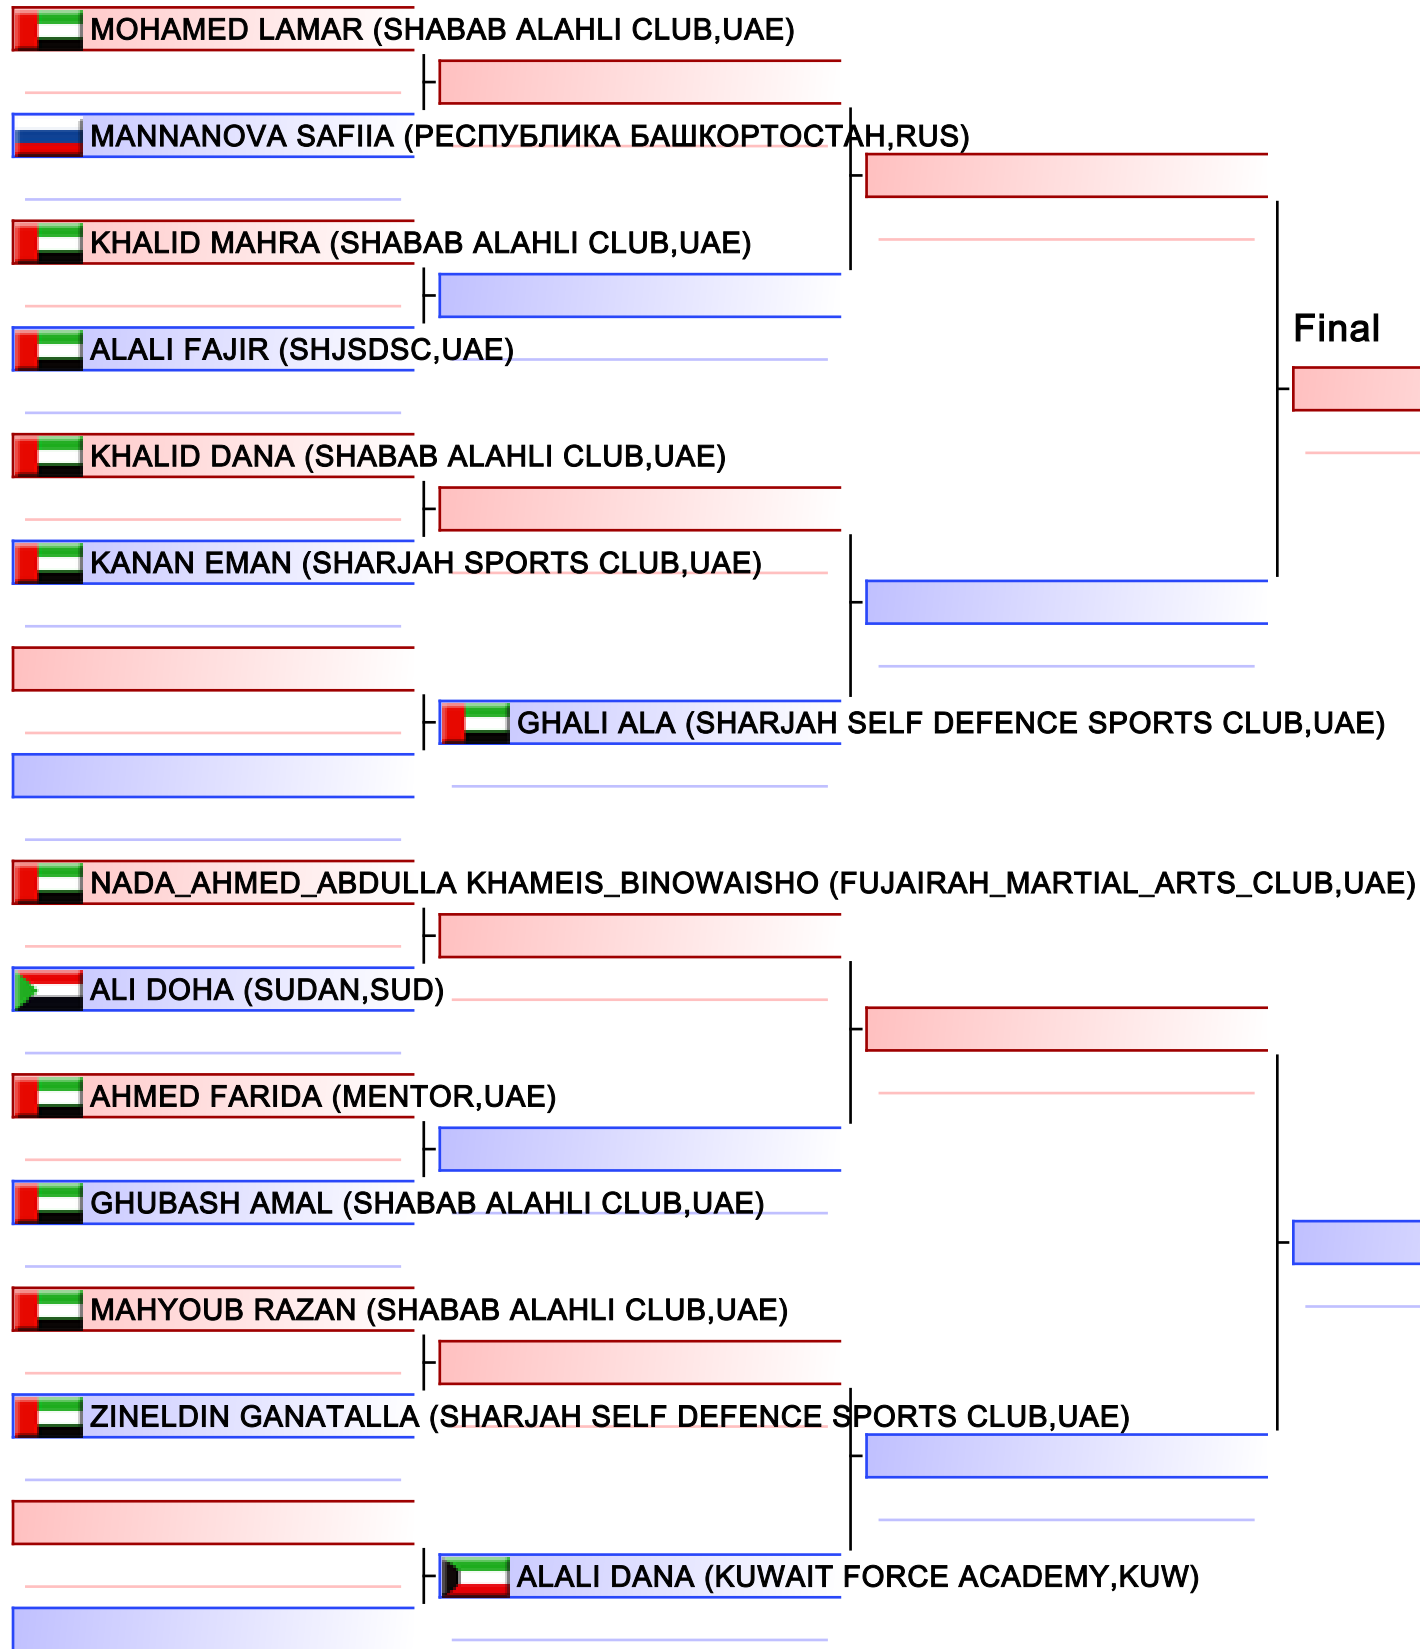 MOHAMED LAMAR (SHABAB ALAHLI CLUB,UAE)
MANNANOVA SAFIIA (РЕСПУБЛИКА БАШКОРТОСТАН,RUS)
KHALID MAHRA (SHABAB ALAHLI CLUB,UAE)
Final
ALALI FAJIR (SHJSDSC,UAE)
KHALID DANA (SHABAB ALAHLI CLUB,UAE)
KANAN EMAN (SHARJAH SPORTS CLUB,UAE)
GHALI ALA (SHARJAH SELF DEFENCE SPORTS CLUB,UAE)
NADA_AHMED_ABDULLA KHAMEIS_BINOWAISHO (FUJAIRAH_MARTIAL_ARTS_CLUB,UAE)
ALI DOHA (SUDAN,SUD)
AHMED FARIDA (MENTOR,UAE)
GHUBASH AMAL (SHABAB ALAHLI CLUB,UAE)
MAHYOUB RAZAN (SHABAB ALAHLI CLUB,UAE)
ZINELDIN GANATALLA (SHARJAH SELF DEFENCE SPORTS CLUB,UAE)
ALALI DANA (KUWAIT FORCE ACADEMY,KUW)